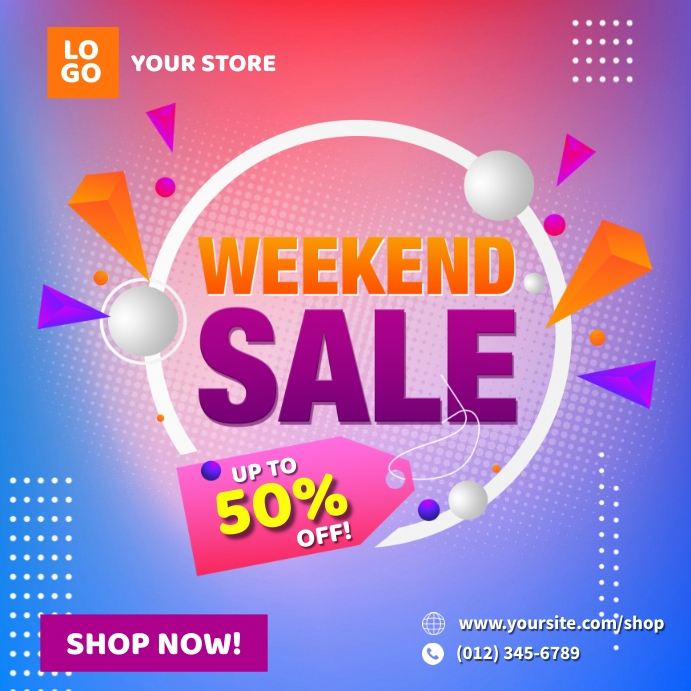 LO
GO
YOUR STORE
WEEKEND
SALE
UP TO
50%
OFF!
SHOP NOW!
www.yoursite.com/shop
(012) 345-6789